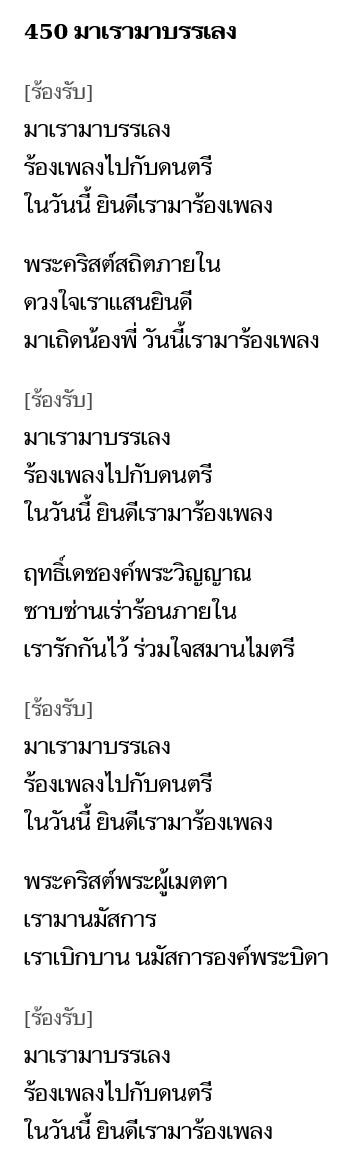 450 มาเรามาบรรเลง
[ร้องรับ]
มาเรามาบรรเลง
ร้องเพลงไปกับดนตรี
ในวันนี้ ยินดีเรามาร้องเพลง
พระคริสต์สถิตภายใน
ดวงใจเราแสนยินดี
มาเถิดน้องพี่ วันนี้เรามาร้องเพลง
[ร้องรับ]
มาเรามาบรรเลง
ร้องเพลงไปกับดนตรี
ในวันนี้ ยินดีเรามาร้องเพลง
ฤทธิ์เดชองค์พระวิญญาณ
ซาบซ่านเร่าร้อนภายใน
เรารักกันไว้ ร่วมใจสมานไมตรี
[ร้องรับ]
มาเรามาบรรเลง
ร้องเพลงไปกับดนตรี
ในวันนี้ ยินดีเรามาร้องเพลง
พระคริสต์พระผู้เมตตา
เรามานมัสการ
เราเบิกบาน นมัสการองค์พระบิดา
[ร้องรับ]
มาเรามาบรรเลง
ร้องเพลงไปกับดนตรี
ในวันนี้ ยินดีเรามาร้องเพลง